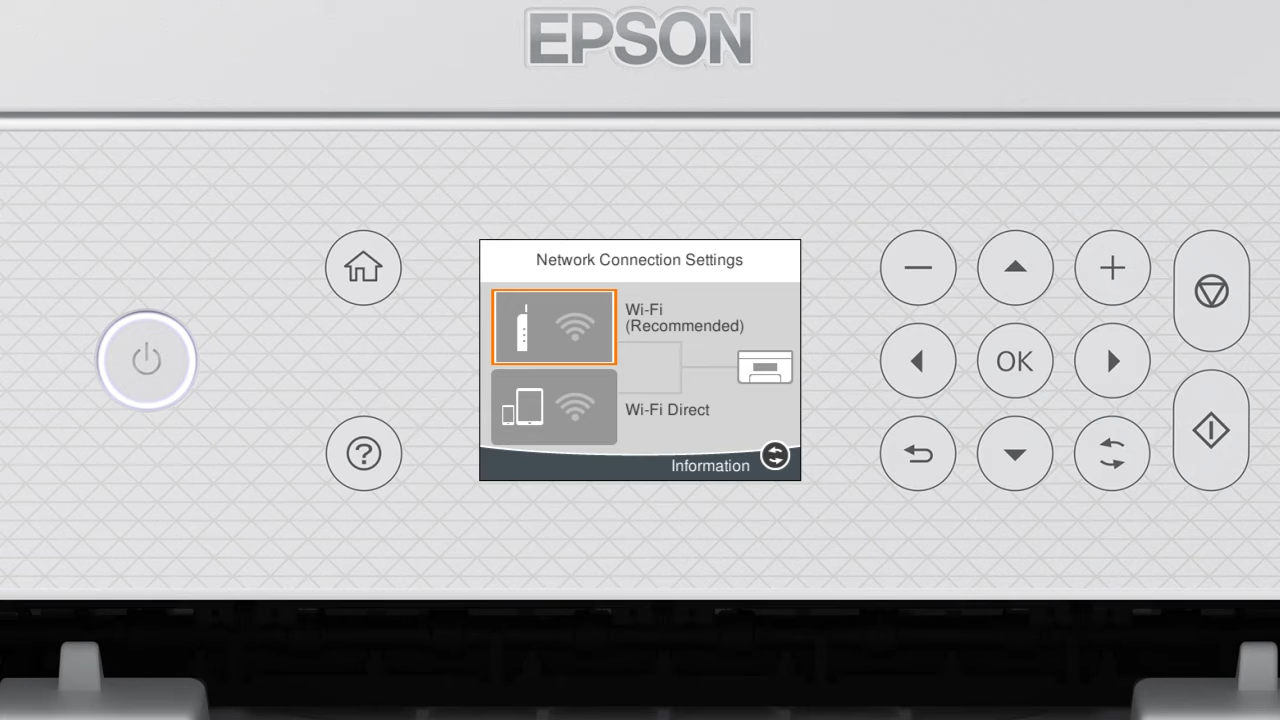 EPSON
Network Connection Settings
Wi-Fi
(Recommended)
Wi-Fi Direct
Information
OK